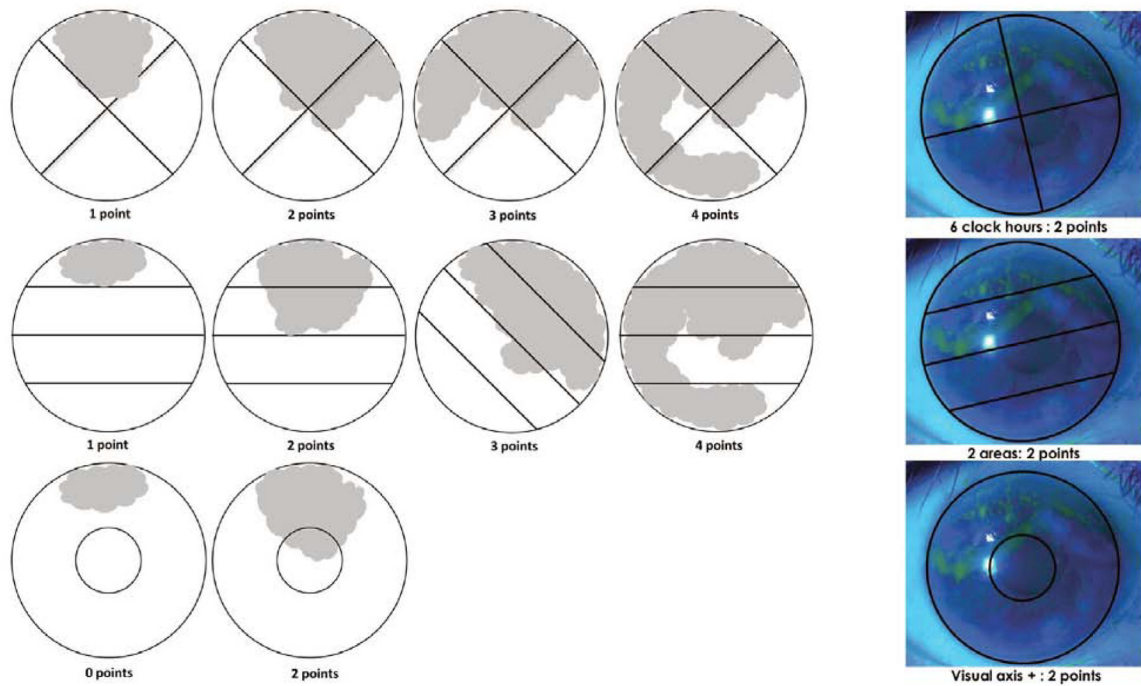 1 point
2 points
3 points
4 points
6 clock hours : 2 points
1 point
2 points
3 points
4 points
2 areas: 2 points
0 points
2 points
Visual axis + : 2 points